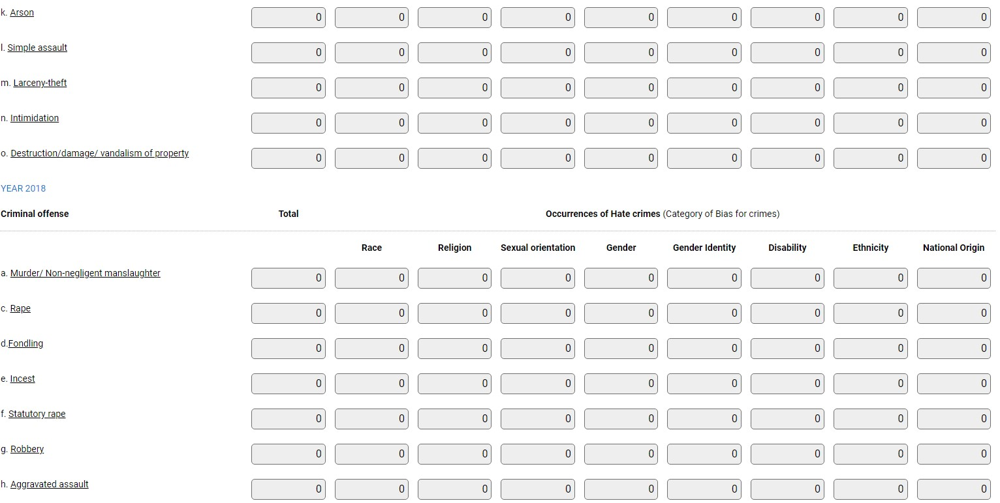 k. Arson 0 0 0 0 0 0 0 0 0
l. Simple assault 0 0 0 0 0 0 0 0 0
m. Larceny-theft 0 0 0 0 0 0 0 0 0
n. Intimidation 0 0 0 0 0 0 0 0 0
o. Destruction/damage/ vandalism of property 0 0 0 0 0 0 0 0 0
YEAR 2018
Criminal offense Total Occurrences of Hate crimes (Category of Bias for crimes)
Race Religion Sexual orientation Gender Gender Identity Disability Ethnicity National Origin
a. Murder/ Non-negligent manslaughter 0 0 0 0 0 0 0 0 0
c. Rape 0 0 0 0 0 0 0 0 0
d.Fondling 0 0 0 0 0 0 0 0 0
e. Incest 0 0 0 0 0 0 0 0 0
f. Statutory rape 0 0 0 0 0 0 0 0 0
g. Robbery 0 0 0 0 0 0 0 0 0
h. Aggravated assault 0 0 0 0 0 0 0 0 0